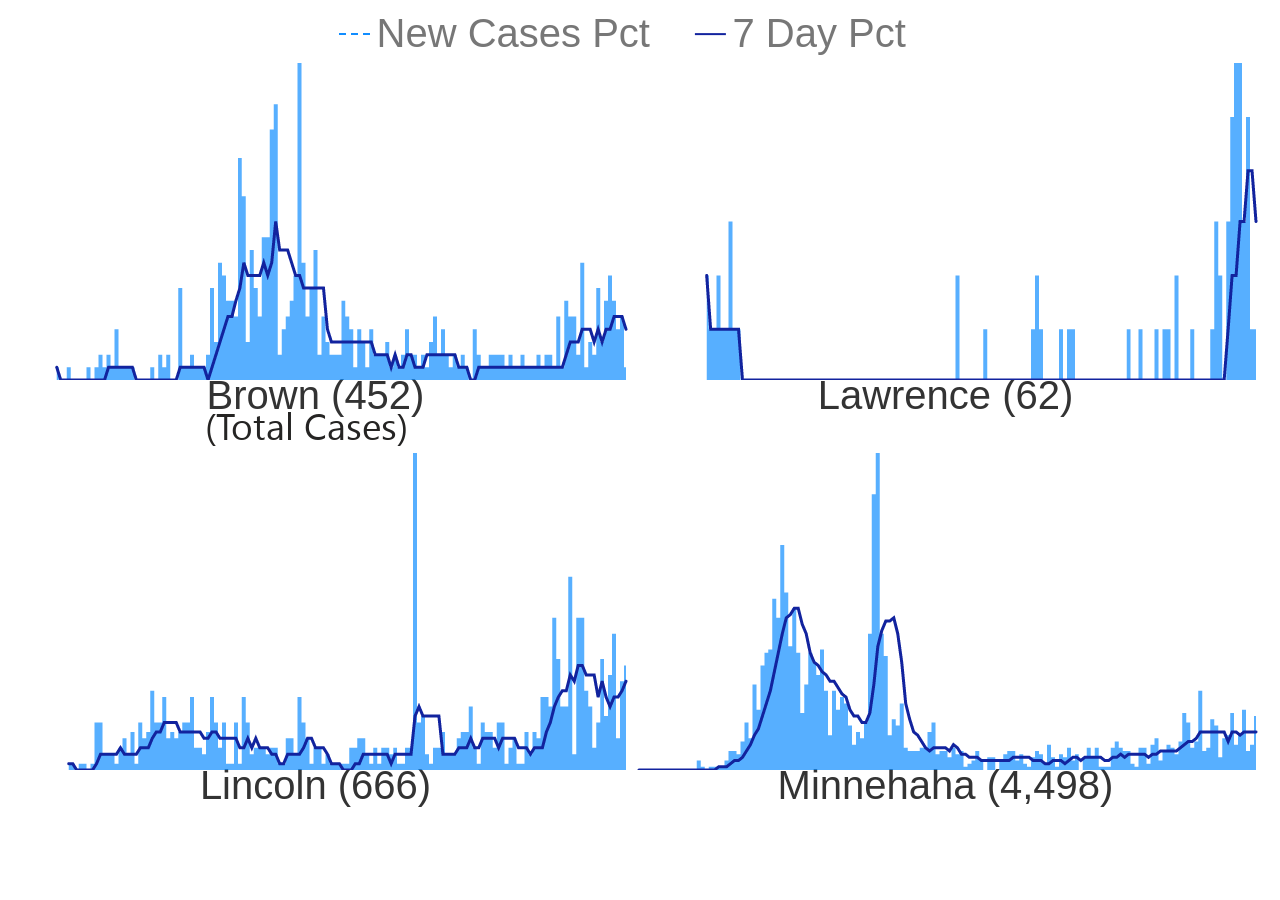 New Cases Pct 7 Day Pct
Brown (452)
(Total Cases)
Lawrence (62)
Lincoln (666)
Minnehaha (4,498)